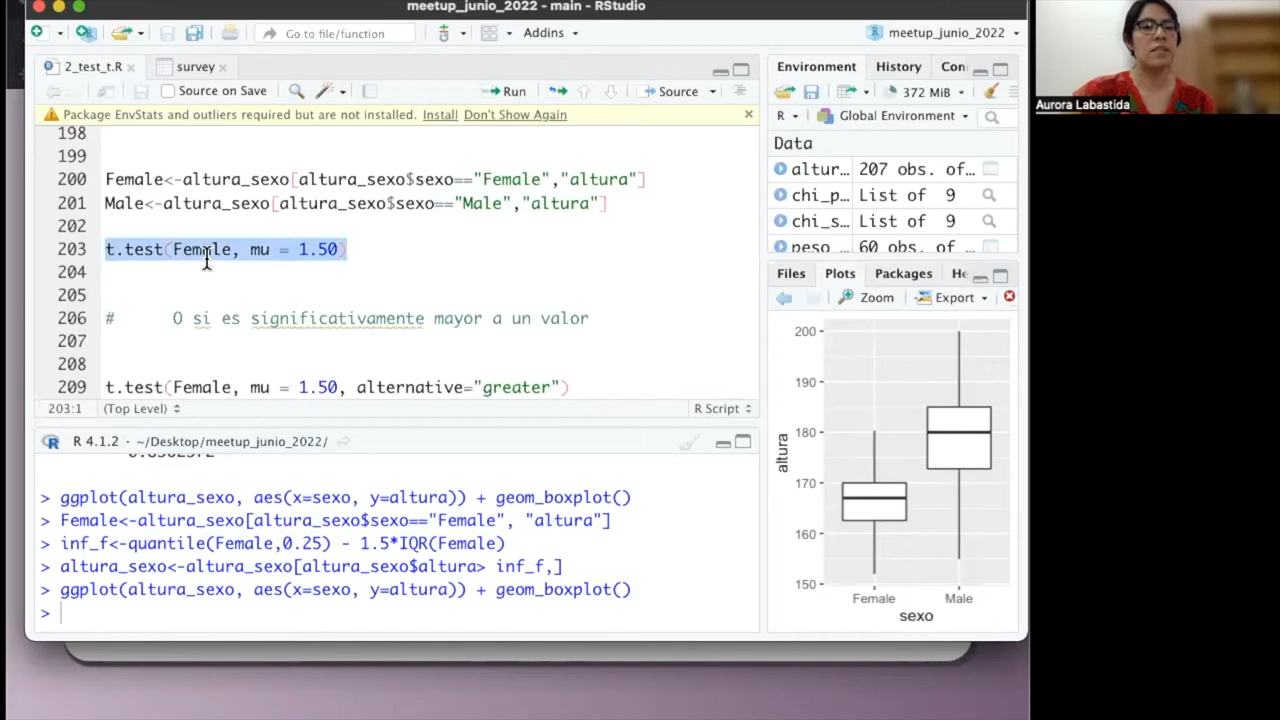 meetup_junio_2022 - main - RStudio
Go to file/function
Addins
meetup_junio_2022
2_test_t.R
survey
Source on Save
Run
Source
Package EnvStats and outliers required but are not installed. Install Don't Show Again
198
199
200 Female<-altura_sexo[altura_sexo$sexo=="Female","altura"]
201 Male<-altura_sexo[altura_sexo$sexo=="Male","altura"]
202
203 t.test(Female, mu = 1.50)
204
205
206 # O si es significativamente mayor a un valor
207
208
209 t.test(Female, mu = 1.50, alternative="greater")
203:1 (Top Level) R Script
R 4.1.2 · ~/Desktop/meetup_junio_2022/
> ggplot(altura_sexo, aes(x=sexo, y=altura)) + geom_boxplot()
> Female<-altura_sexo[altura_sexo$sexo=="Female", "altura"]
> inf_f<-quantile(Female,0.25) - 1.5*IQR(Female)
> altura_sexo<-altura_sexo[altura_sexo$altura> inf_f,]
> ggplot(altura_sexo, aes(x=sexo, y=altura)) + geom_boxplot()
>
Environment History Con
372 MiB
R Global Environment
Data
altur… 207 obs. of…
chi_p… List of 9
chi_s… List of 9
peso 60 obs. of…
Files Plots Packages He
Zoom Export
200
190
180
170
160
150
altura
Female Male
sexo
Aurora Labastida